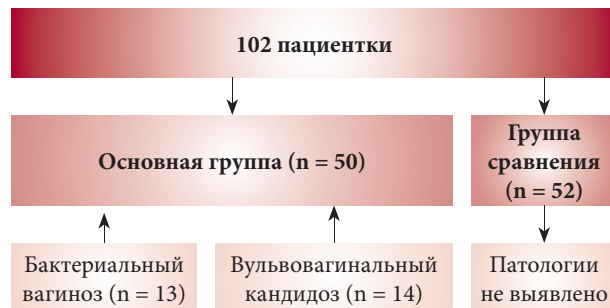 102 пациентки
Основная группа (n = 50)
Группа
сравнения
(n = 52)
Бактериальный
вагиноз (n = 13)
Вульвовагинальный
кандидоз (n = 14)
Патологии
не выявлено